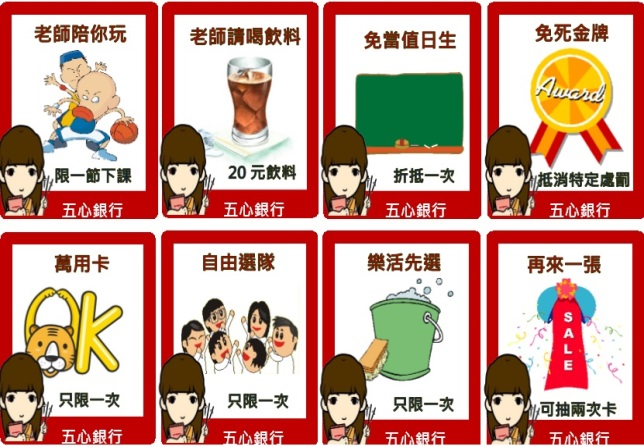 老師陪你玩
限一節下課
五心銀行
老師請喝飲料
20 元飲料
五心銀行
免當值日生
折抵一次
五心銀行
免死金牌
Award
抵消特定處罰
五心銀行
萬用卡
OK
只限一次
五心銀行
自由選隊
只限一次
五心銀行
樂活先選
只限一次
五心銀行
再來一張
SALE
可抽兩次卡
五心銀行